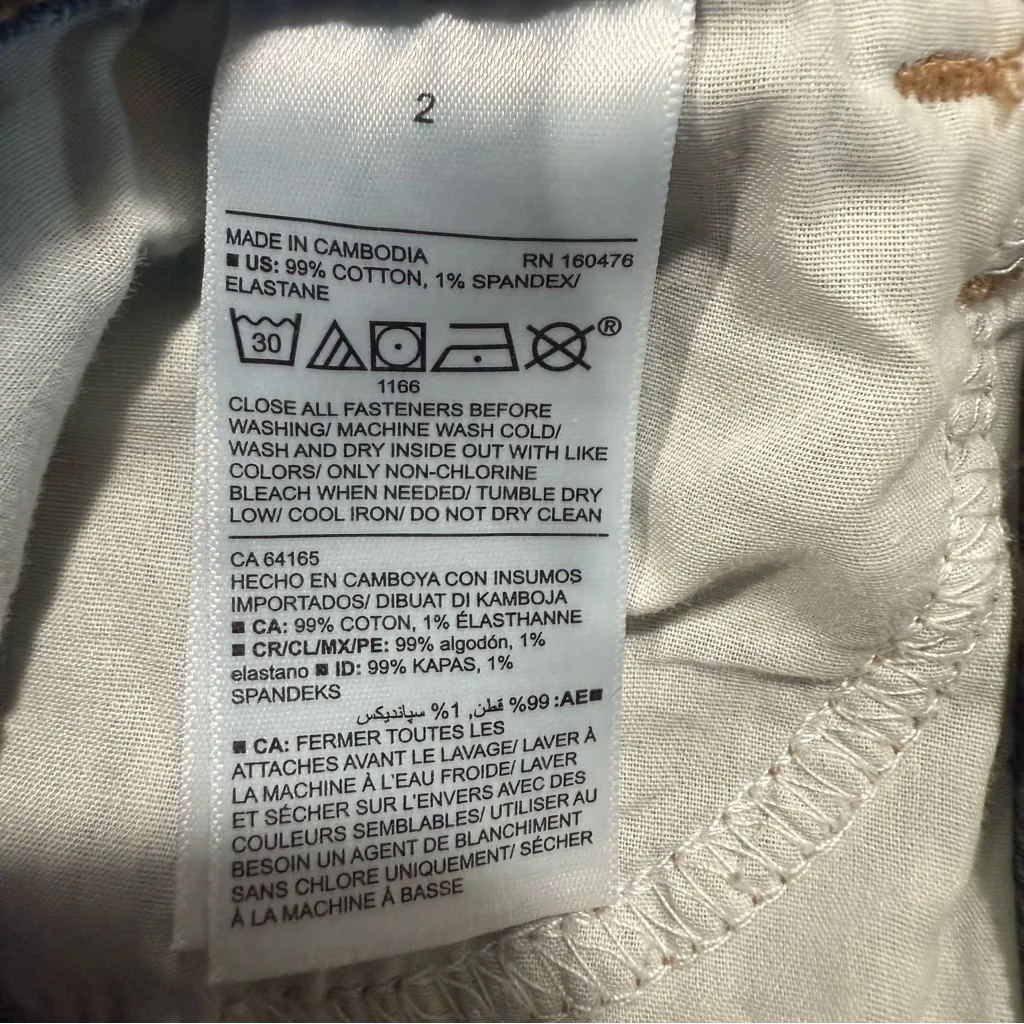 2
MADE IN CAMBODIA RN 160476
■ US: 99% COTTON, 1% SPANDEX/
ELASTANE
30 ®
1166
CLOSE ALL FASTENERS BEFORE
WASHING/ MACHINE WASH COLD/
WASH AND DRY INSIDE OUT WITH LIKE
COLORS/ ONLY NON-CHLORINE
BLEACH WHEN NEEDED/ TUMBLE DRY
LOW/ COOL IRON/ DO NOT DRY CLEAN
CA 64165
HECHO EN CAMBOYA CON INSUMOS
IMPORTADOS/ DIBUAT DI KAMBOJA
■ CA: 99% COTON, 1% ÉLASTHANNE
■ CR/CL/MX/PE: 99% algodón, 1%
elastano ■ ID: 99% KAPAS, 1%
SPANDEKS
■AE: 99% قطن, 1% سپانديكس
■ CA: FERMER TOUTES LES
ATTACHES AVANT LE LAVAGE/ LAVER À
LA MACHINE À L'EAU FROIDE/ LAVER
ET SÉCHER SUR L'ENVERS AVEC DES
COULEURS SEMBLABLES/ UTILISER AU
BESOIN UN AGENT DE BLANCHIMENT
SANS CHLORE UNIQUEMENT/ SÉCHER
À LA MACHINE À BASSE